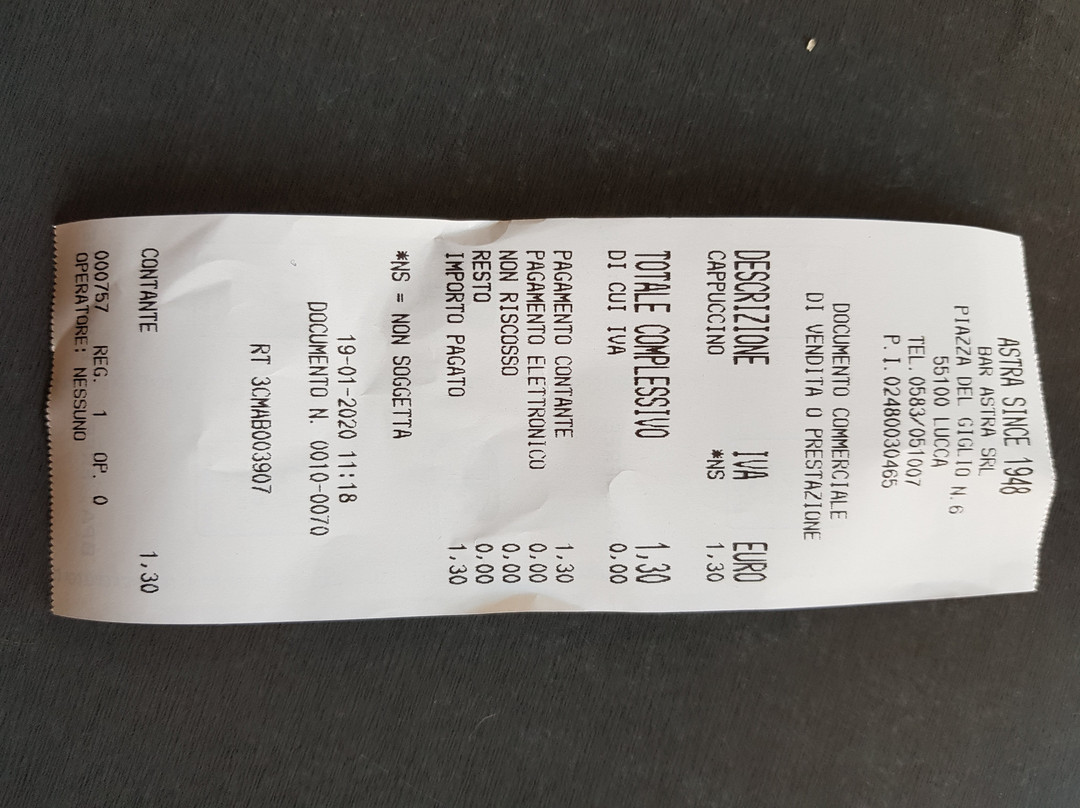 ASTRA SINCE 1948
BAR ASTRA SRL
PIAZZA DEL GIGLIO N.6
55100 LUCCA
TEL.0583/051007
P.I.02480030465
DOCUMENTO COMMERCIALE
DI VENDITA O PRESTAZIONE
DESCRIZIONE IVA EURO
CAPPUCCINO *NS 1,30
TOTALE COMPLESSIVO 1,30
DI CUI IVA 0,00
PAGAMENTO CONTANTE 1,30
PAGAMENTO ELETTRONICO 0,00
NON RISCOSSO 0,00
RESTO 0,00
IMPORTO PAGATO 1,30
*NS = NON SOGGETTA
19-01-2020 11:18
DOCUMENTO N. 0010-0070
RT 3CMAB003907
CONTANTE 1,30
000757 REG. 1 OP. 0
OPERATORE: NESSUNO